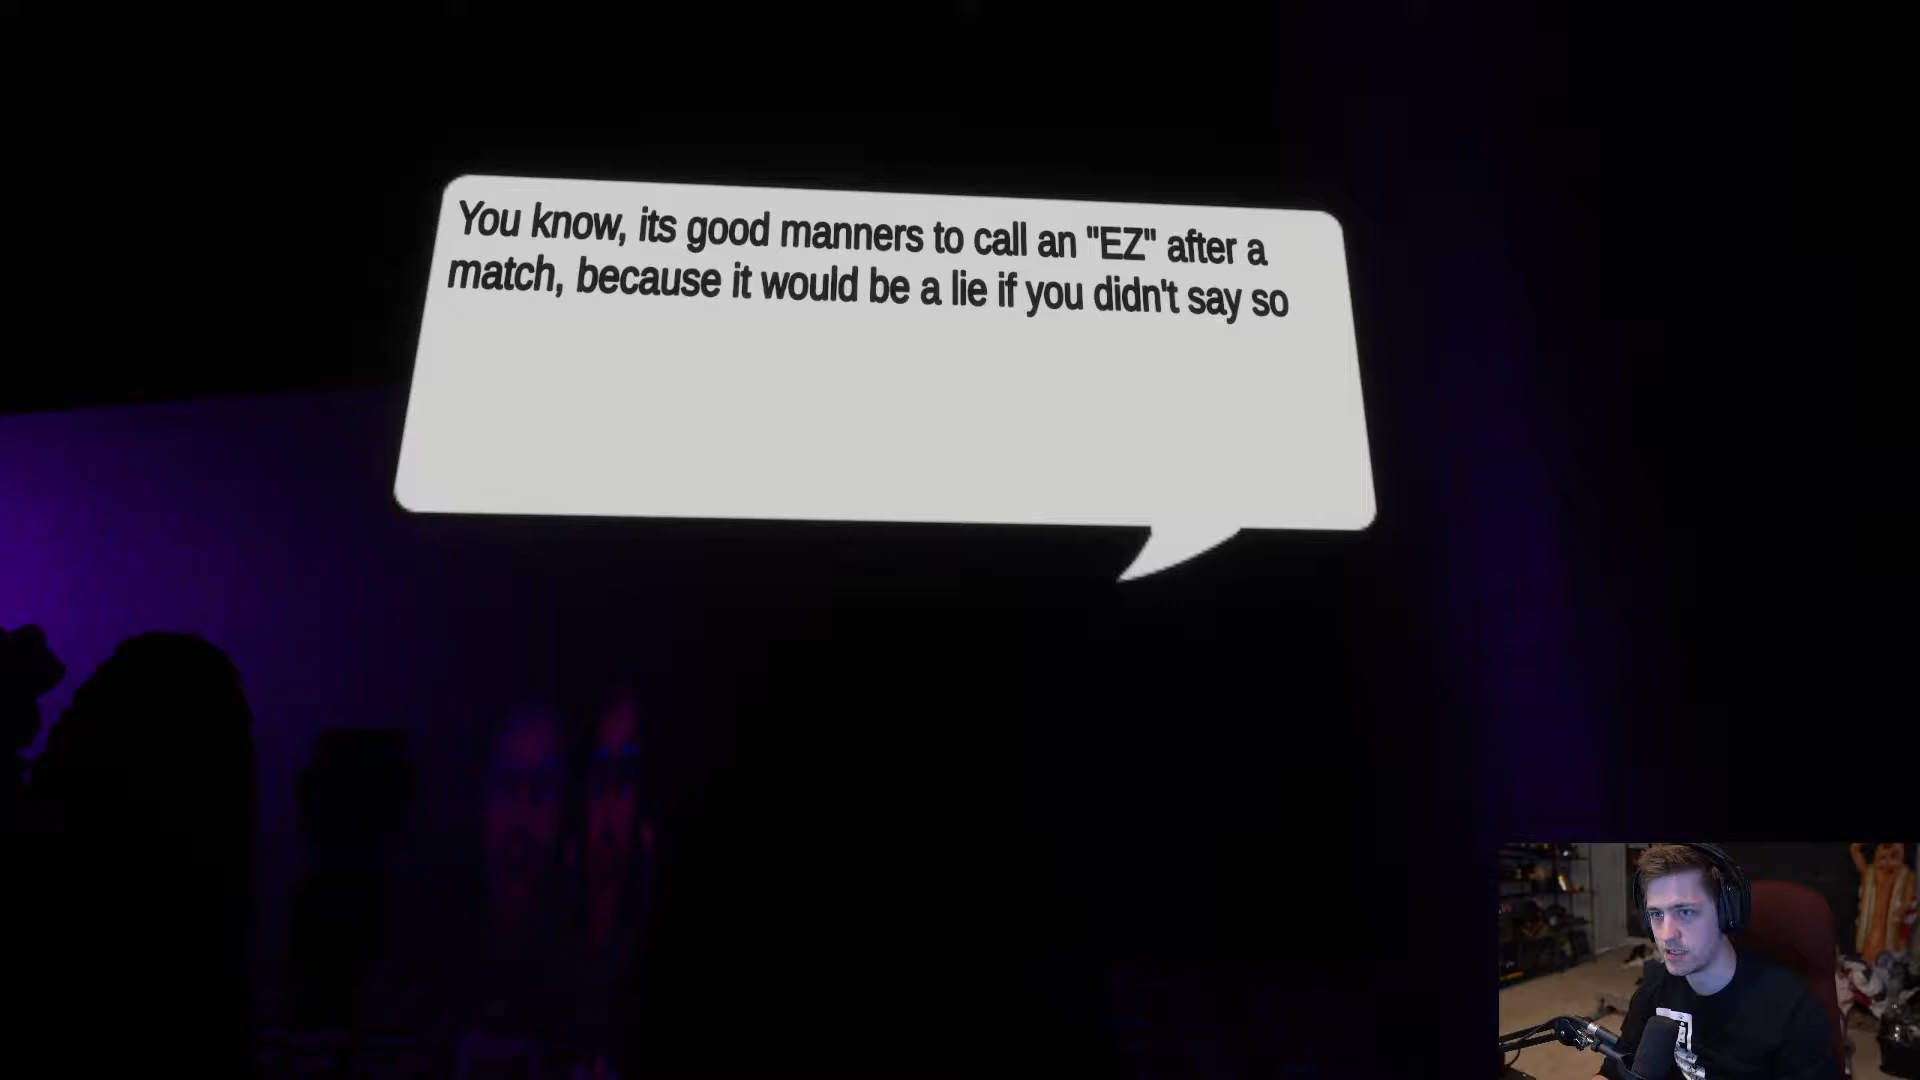 You know, its good manners to call an "EZ" after a
match, because it would be a lie if you didn't say so